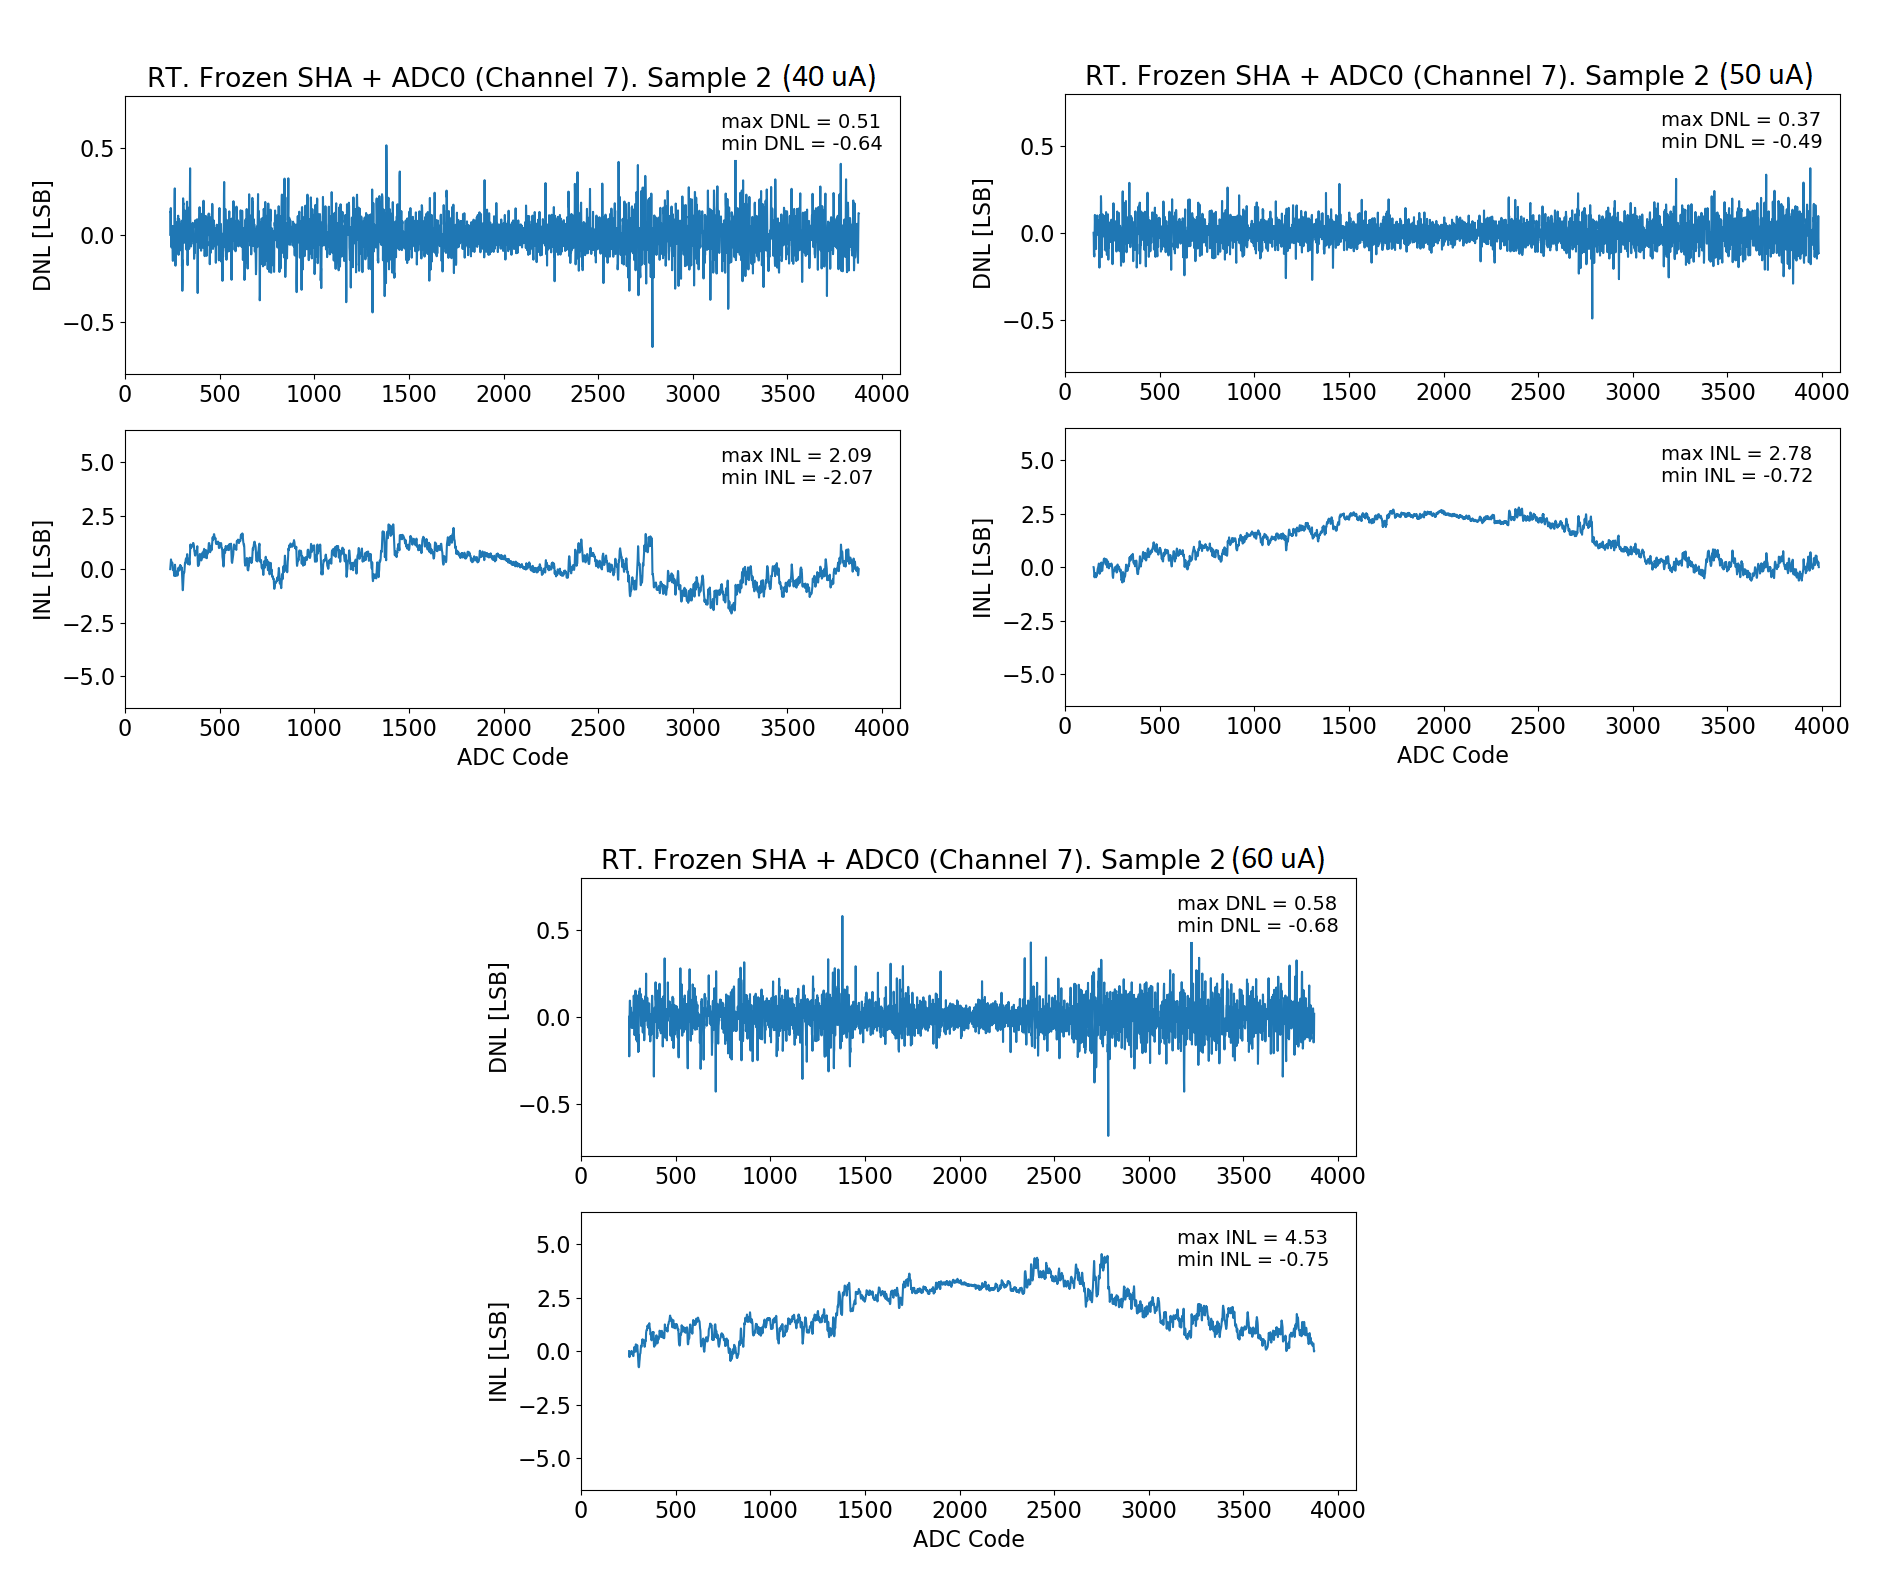 RT. Frozen SHA + ADC0 (Channel 7). Sample 2 (40 uA)
max DNL = 0.51
min DNL = -0.64
DNL [LSB]
0.5
0.0
−0.5
0 500 1000 1500 2000 2500 3000 3500 4000
max INL = 2.09
min INL = -2.07
INL [LSB]
5.0
2.5
0.0
−2.5
−5.0
0 500 1000 1500 2000 2500 3000 3500 4000
ADC Code
RT. Frozen SHA + ADC0 (Channel 7). Sample 2 (50 uA)
max DNL = 0.37
min DNL = -0.49
DNL [LSB]
0.5
0.0
−0.5
0 500 1000 1500 2000 2500 3000 3500 4000
max INL = 2.78
min INL = -0.72
INL [LSB]
5.0
2.5
0.0
−2.5
−5.0
0 500 1000 1500 2000 2500 3000 3500 4000
ADC Code
RT. Frozen SHA + ADC0 (Channel 7). Sample 2 (60 uA)
max DNL = 0.58
min DNL = -0.68
DNL [LSB]
0.5
0.0
−0.5
0 500 1000 1500 2000 2500 3000 3500 4000
max INL = 4.53
min INL = -0.75
INL [LSB]
5.0
2.5
0.0
−2.5
−5.0
0 500 1000 1500 2000 2500 3000 3500 4000
ADC Code